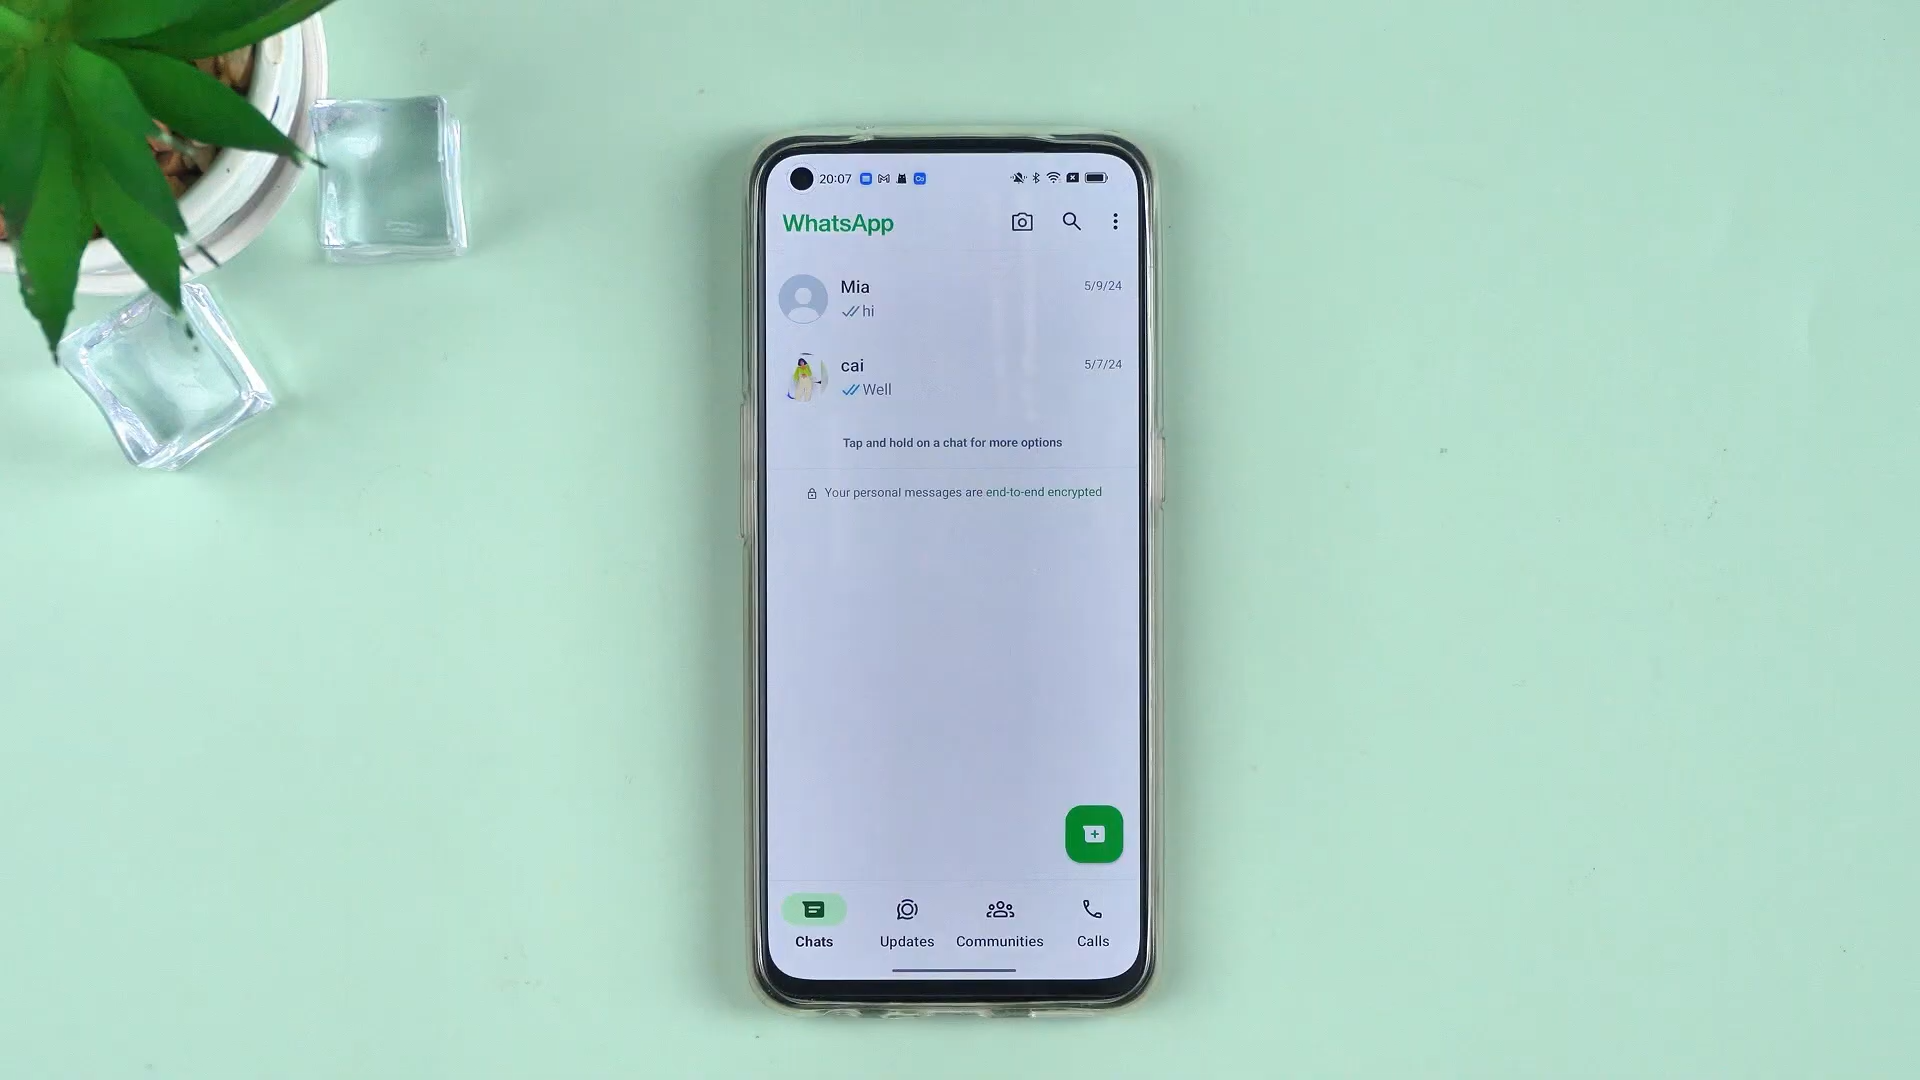 20:07
WhatsApp
Mia 5/9/24
hi
cai 5/7/24
Well
Tap and hold on a chat for more options
Your personal messages are end-to-end encrypted
Chats Updates Communities Calls